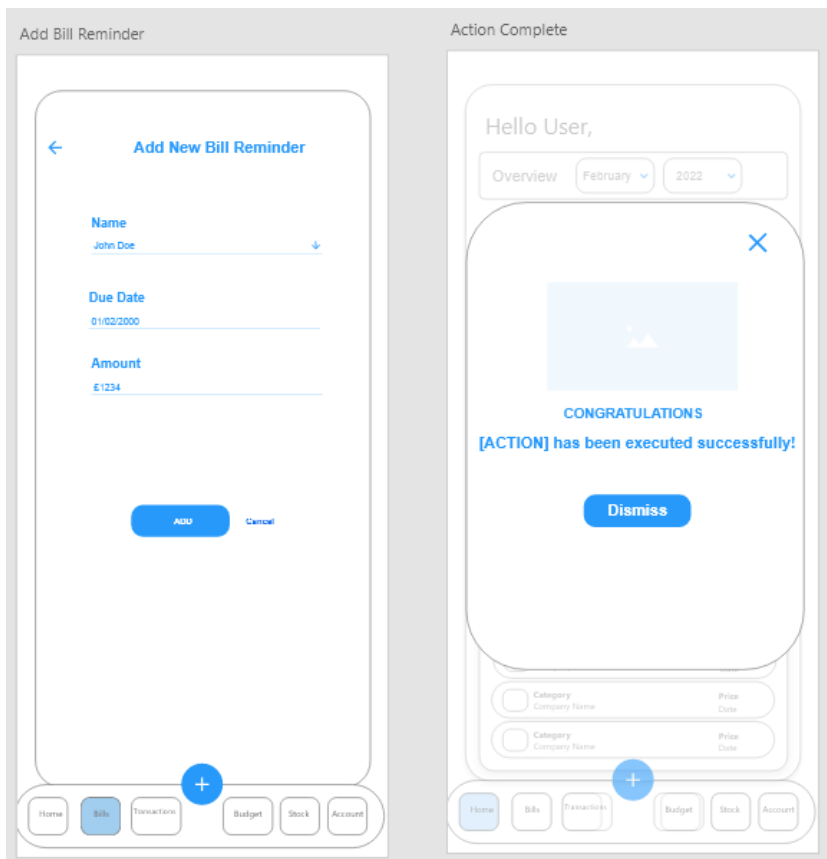 Add Bill Reminder
Add New Bill Reminder
Name
John Doe
Due Date
01/02/2000
Amount
£1234
ADD Cancel
+
Home Bills Transactions Budget Stock Account
Action Complete
Hello User,
Overview February 2022
CONGRATULATIONS
[ACTION] has been executed successfully!
Dismiss
Category Price
Company Name Date
Category Price
Company Name Date
+
Home Bills Transactions Budget Stock Account